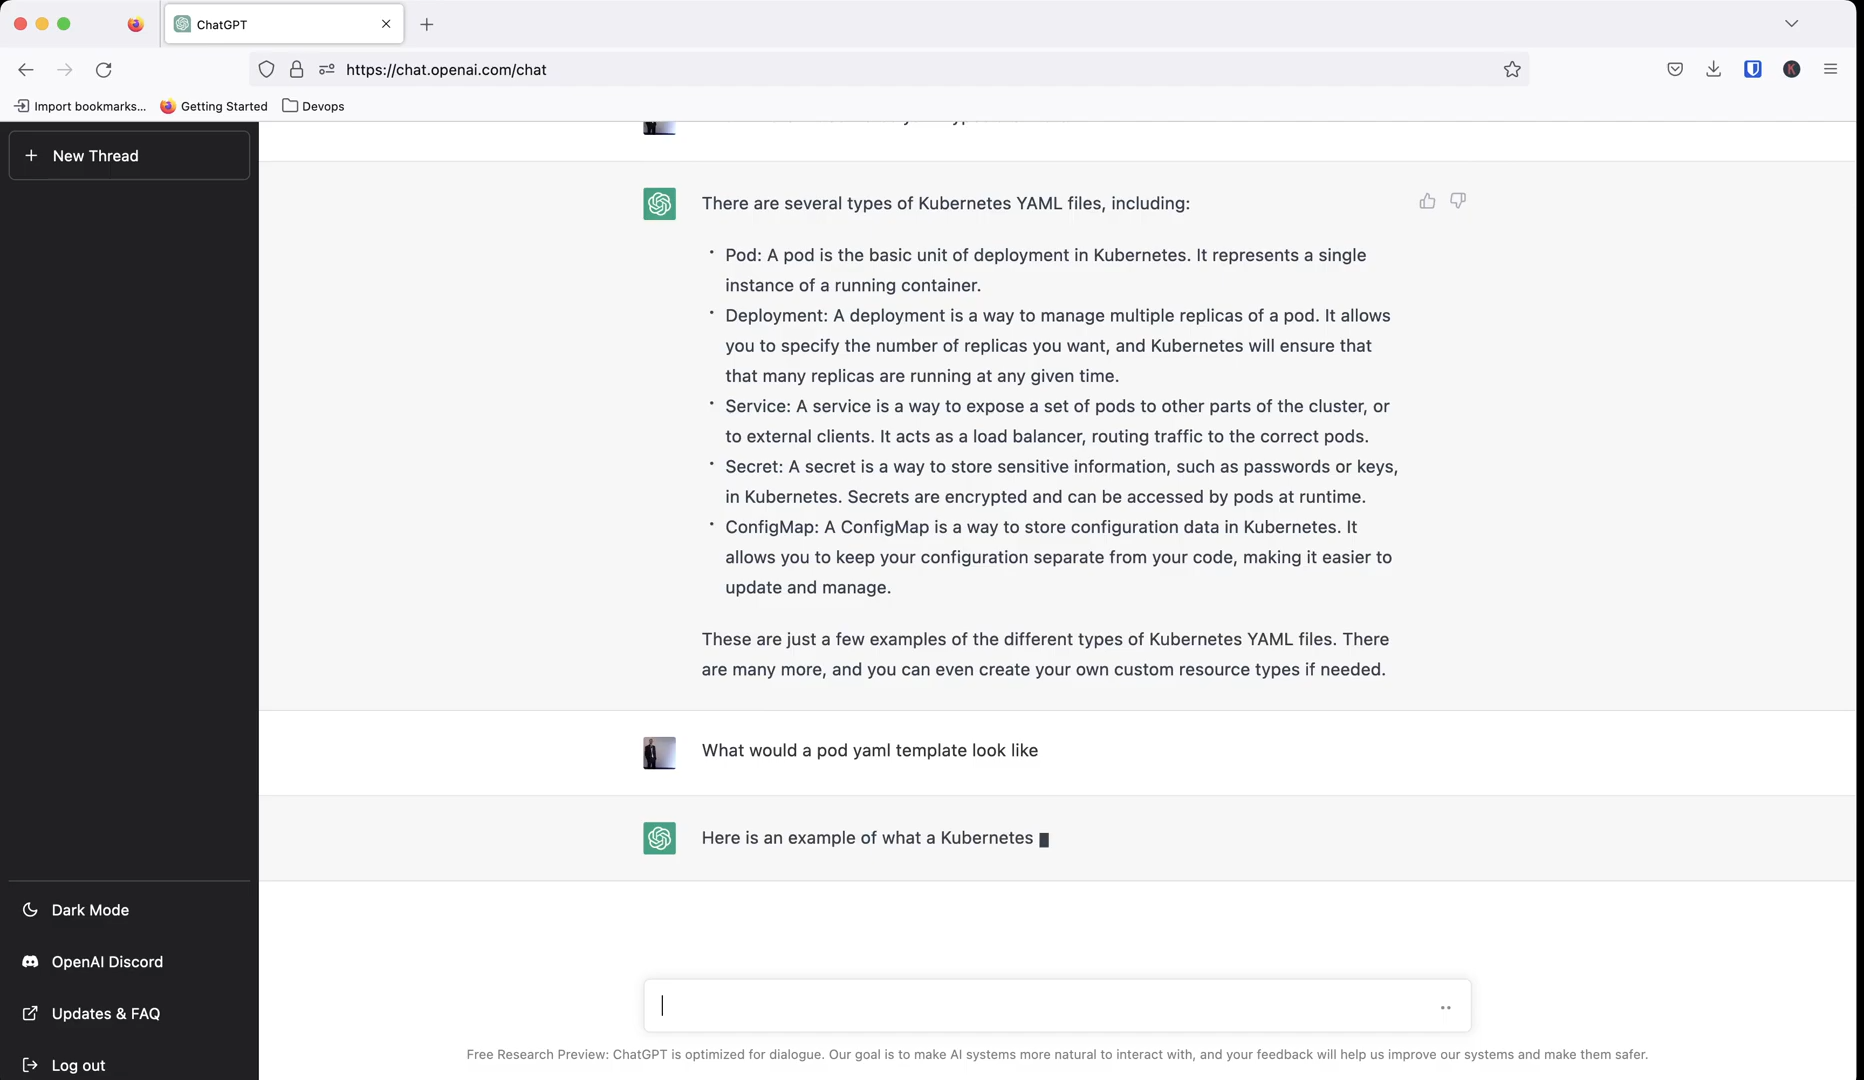 ChatGPT
https://chat.openai.com/chat
Import bookmarks...
Getting Started
Devops
New Thread
There are several types of Kubernetes YAML files, including:
Pod: A pod is the basic unit of deployment in Kubernetes. It represents a single
instance of a running container.
Deployment: A deployment is a way to manage multiple replicas of a pod. It allows
you to specify the number of replicas you want, and Kubernetes will ensure that
that many replicas are running at any given time.
Service: A service is a way to expose a set of pods to other parts of the cluster, or
to external clients. It acts as a load balancer, routing traffic to the correct pods.
Secret: A secret is a way to store sensitive information, such as passwords or keys,
in Kubernetes. Secrets are encrypted and can be accessed by pods at runtime.
ConfigMap: A ConfigMap is a way to store configuration data in Kubernetes. It
allows you to keep your configuration separate from your code, making it easier to
update and manage.
These are just a few examples of the different types of Kubernetes YAML files. There
are many more, and you can even create your own custom resource types if needed.
What would a pod yaml template look like
Here is an example of what a Kubernetes
Dark Mode
OpenAI Discord
Updates & FAQ
Log out
Free Research Preview: ChatGPT is optimized for dialogue. Our goal is to make AI systems more natural to interact with, and your feedback will help us improve our systems and make them safer.